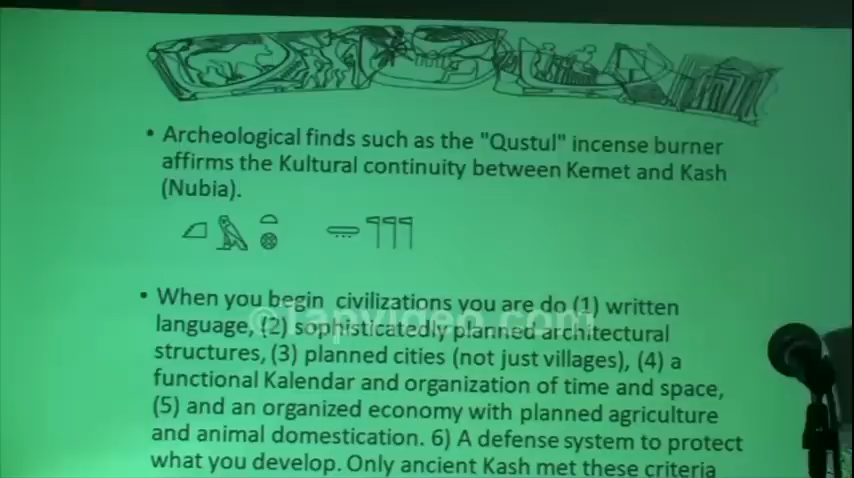 • Archeological finds such as the "Qustul" incense burner
affirms the Kultural continuity between Kemet and Kash
(Nubia).
• When you begin civilizations you are do (1) written
language, (2) sophisticatedly planned architectural
structures, (3) planned cities (not just villages), (4) a
functional Kalendar and organization of time and space,
(5) and an organized economy with planned agriculture
and animal domestication. 6) A defense system to protect
what you develop. Only ancient Kash met these criteria